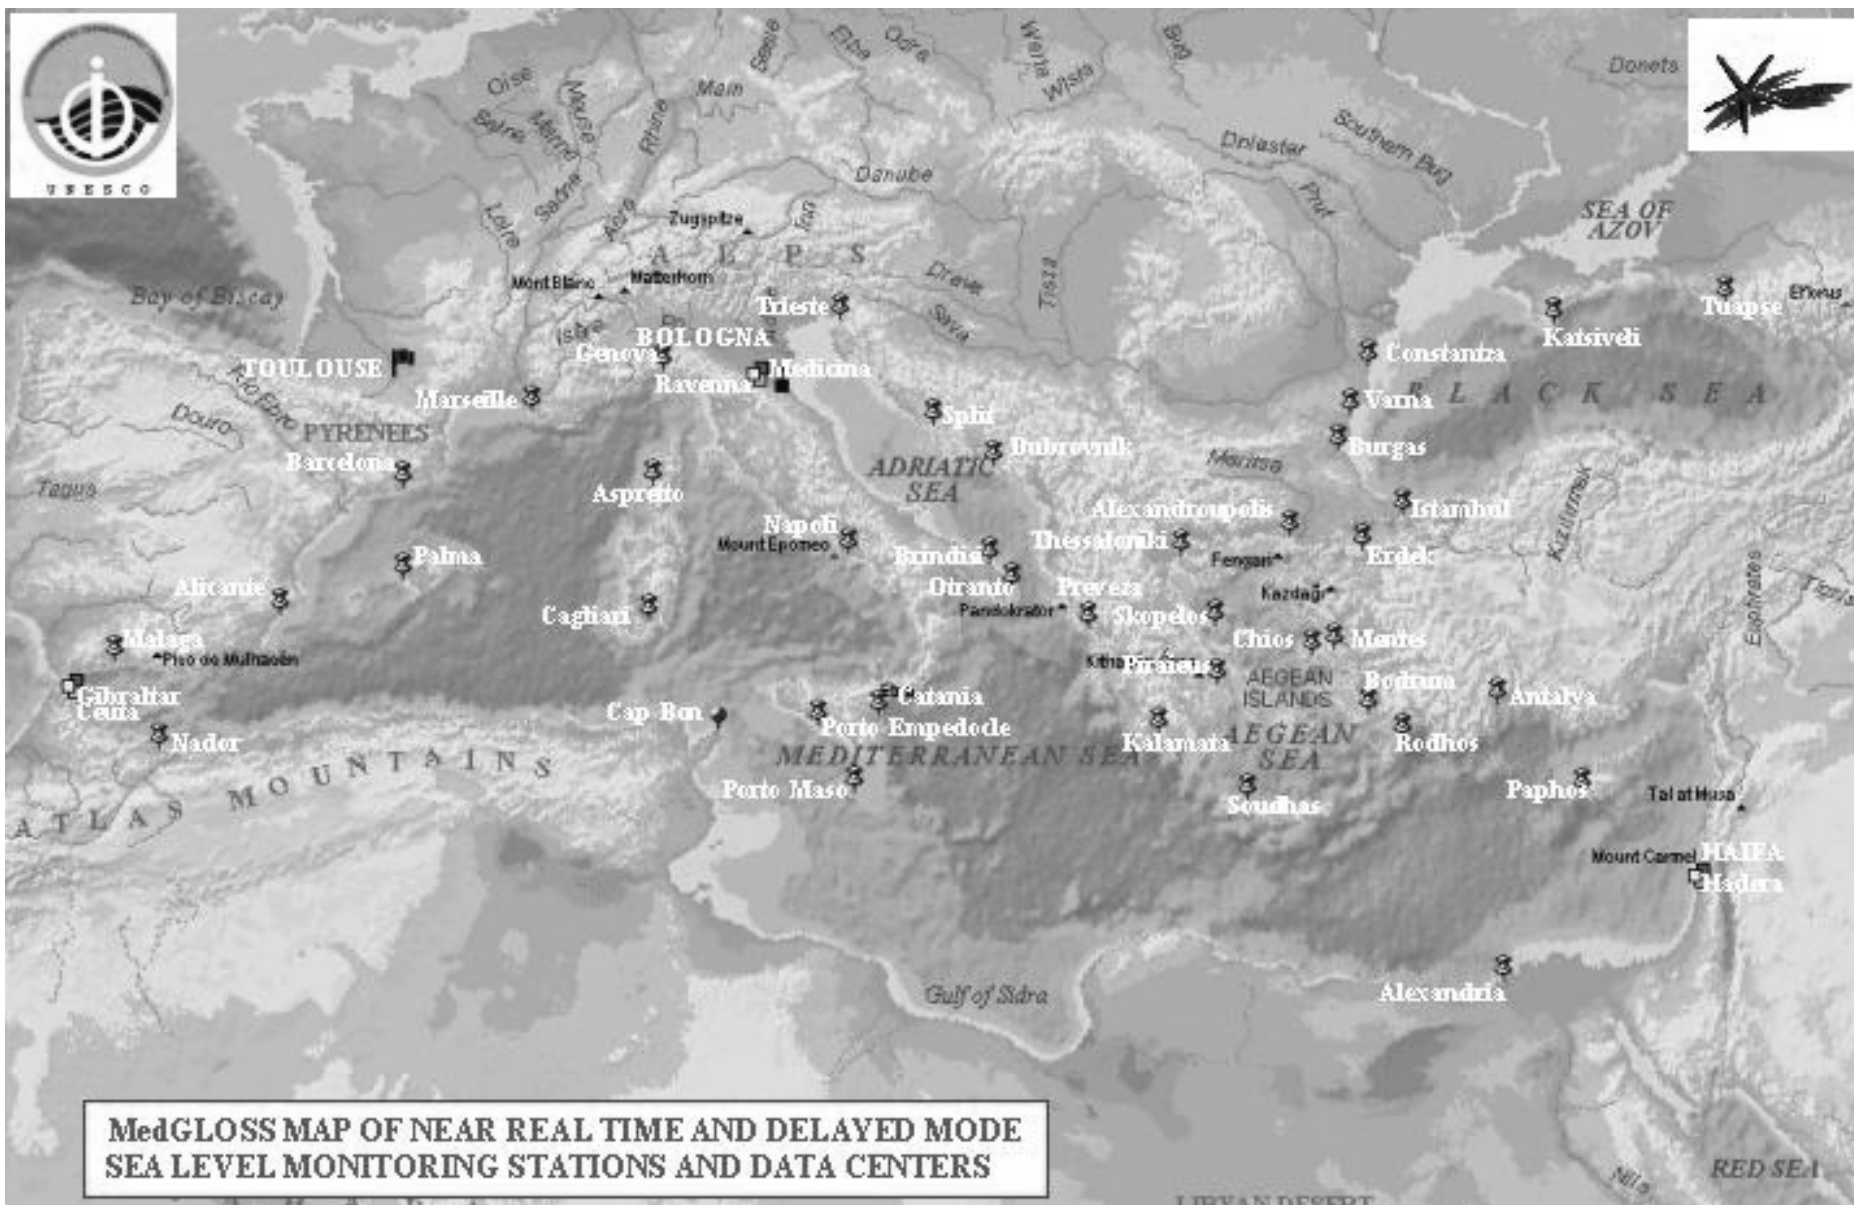 UNESCO
Oise
Seine
Marne
Meuse
Saône
Loire
Aare
Rhine
Main
Elbe
Odra
Wisła
Bug
Donets
Southern Bug
Prut
Danube
Inn
Zugspitze
ALPS
Mont Blanc
Matterhorn
Isère
Drava
Sava
Tisza
SEA OF
AZOV
Bay of Biscay
Trieste
Tuapse
Katsiveli
BOLOGNA
Genova
Medicina
Ravenna
TOULOUSE
Marseille
Constantza
Varna
BLACK SEA
Burgas
Rio Ebro
Douro
PYRENEES
Barcelona
Tagus
Split
Dubrovnik
ADRIATIC
SEA
Aspretto
Maritsa
Istambul
Alexandroupolis
Napoli
Mount Epomeo
Brindisi
Thessaloniki
Fengari
Erdek
Kizilirmak
Palma
Otranto
Preveza
Kazdağı
Euphrates
Tigris
Alicante
Cagliari
Pandokrator
Skopelos
Chios
Mentes
Malaga
Pico de Mulhacén
Piraieus
AEGEAN
ISLANDS
Bodrum
Antalya
Gibraltar
Ceuta
Nador
Cap Bon
Catania
Porto Empedocle
Kalamata
AEGEAN
SEA
Rodhos
MEDITERRANEAN SEA
ATLAS MOUNTAINS
Porto Maso
Soudhas
Paphos
Tal at Musa
Mount Carmel
HAIFA
Hadera
Alexandria
Gulf of Sidra
MedGLOSS MAP OF NEAR REAL TIME AND DELAYED MODE
SEA LEVEL MONITORING STATIONS AND DATA CENTERS
Nile
RED SEA
LIBYAN DESERT